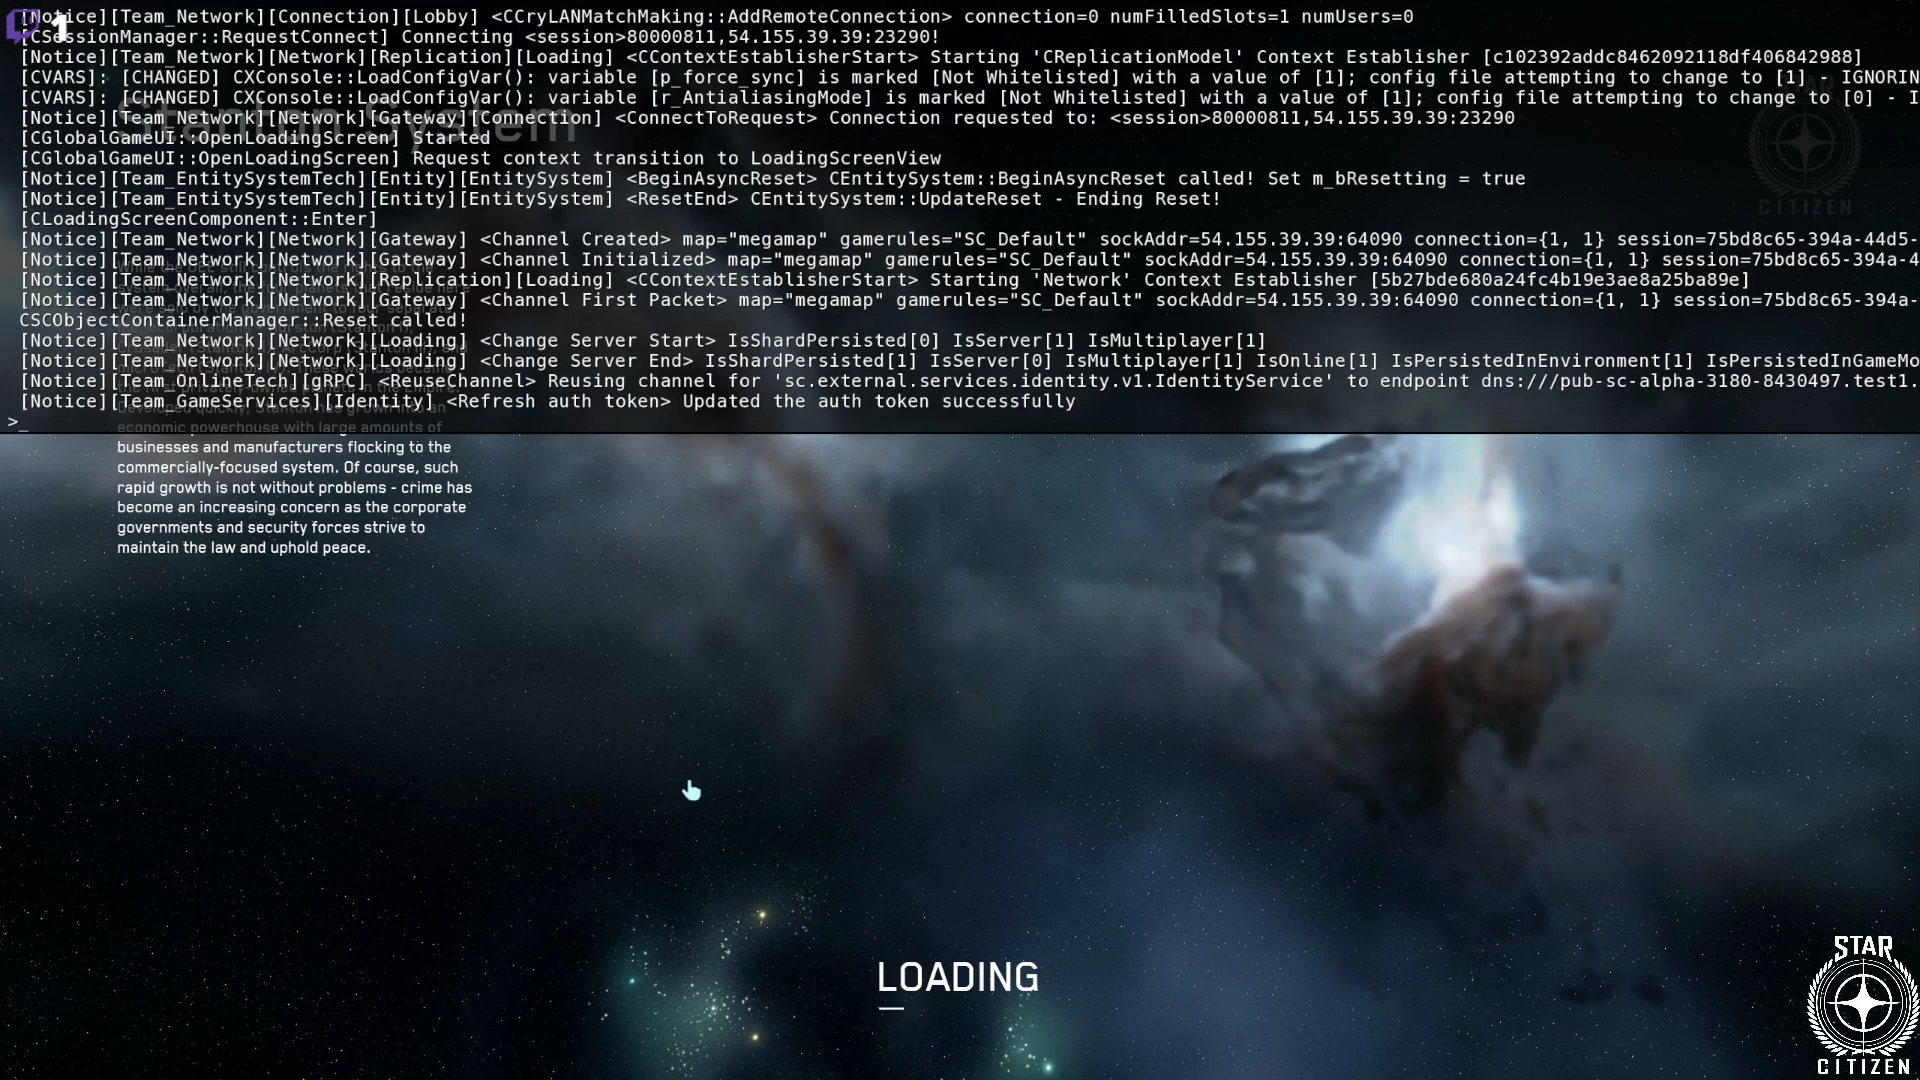 [Notice][Team_Network][Connection][Lobby] <CCryLANMatchMaking::AddRemoteConnection> connection=0 numFilledSlots=1 numUsers=0
1
[CSessionManager::RequestConnect] Connecting <session>80000811,54.155.39.39:23290!
[Notice][Team_Network][Network][Replication][Loading] <CContextEstablisherStart> Starting 'CReplicationModel' Context Establisher [c102392addc8462092118df406842988]
[CVARS]: [CHANGED] CXConsole::LoadConfigVar(): variable [p_force_sync] is marked [Not Whitelisted] with a value of [1]; config file attempting to change to [1] - IGNORIN
[CVARS]: [CHANGED] CXConsole::LoadConfigVar(): variable [r_AntialiasingMode] is marked [Not Whitelisted] with a value of [1]; config file attempting to change to [0] - I
[Notice][Team_Network][Network][Gateway][Connection] <ConnectToRequest> Connection requested to: <session>80000811,54.155.39.39:23290
Stanton System
[CGlobalGameUI::OpenLoadingScreen] Started
[CGlobalGameUI::OpenLoadingScreen] Request context transition to LoadingScreenView
[Notice][Team_EntitySystemTech][Entity][EntitySystem] <BeginAsyncReset> CEntitySystem::BeginAsyncReset called! Set m_bResetting = true
[Notice][Team_EntitySystemTech][Entity][EntitySystem] <ResetEnd> CEntitySystem::UpdateReset - Ending Reset!
STAR
CITIZEN
[CLoadingScreenComponent::Enter]
[Notice][Team_Network][Network][Gateway] <Channel Created> map="megamap" gamerules="SC_Default" sockAddr=54.155.39.39:64090 connection={1, 1} session=75bd8c65-394a-44d5-
[Notice][Team_Network][Network][Gateway] <Channel Initialized> map="megamap" gamerules="SC_Default" sockAddr=54.155.39.39:64090 connection={1, 1} session=75bd8c65-394a-4
[Notice][Team_Network][Network][Replication][Loading] <CContextEstablisherStart> Starting 'Network' Context Establisher [5b27bde680a24fc4b19e3ae8a25ba89e]
[Notice][Team_Network][Network][Gateway] <Channel First Packet> map="megamap" gamerules="SC_Default" sockAddr=54.155.39.39:64090 connection={1, 1} session=75bd8c65-394a-
CSCObjectContainerManager::Reset called!
[Notice][Team_Network][Network][Loading] <Change Server Start> IsShardPersisted[0] IsServer[1] IsMultiplayer[1]
[Notice][Team_Network][Network][Loading] <Change Server End> IsShardPersisted[1] IsServer[0] IsMultiplayer[1] IsOnline[1] IsPersistedInEnvironment[1] IsPersistedInGameMo
[Notice][Team_OnlineTech][gRPC] <ReuseChannel> Reusing channel for 'sc.external.services.identity.v1.IdentityService' to endpoint dns:///pub-sc-alpha-3180-8430497.test1.
[Notice][Team_GameServices][Identity] <Refresh auth token> Updated the auth token successfully
>_
economic powerhouse with large amounts of
businesses and manufacturers flocking to the
commercially-focused system. Of course, such
rapid growth is not without problems - crime has
become an increasing concern as the corporate
governments and security forces strive to
maintain the law and uphold peace.
LOADING
STAR
CITIZEN